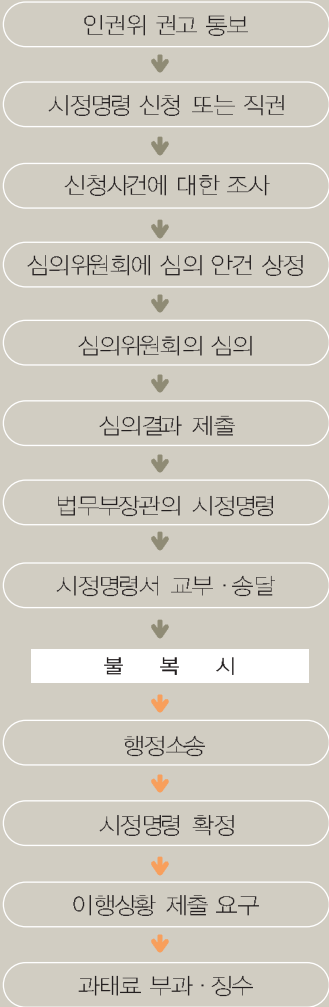 인권위 권고 통보
시정명령 신청 또는 직권
신청사건에 대한 조사
심의위원회에 심의 안건 상정
심의위원회의 심의
심의결과 제출
법무부장관의 시정명령
시정명령서 교부·송달
불 복 시
행정소송
시정명령 확정
이행상황 제출 요구
과태료 부과·징수